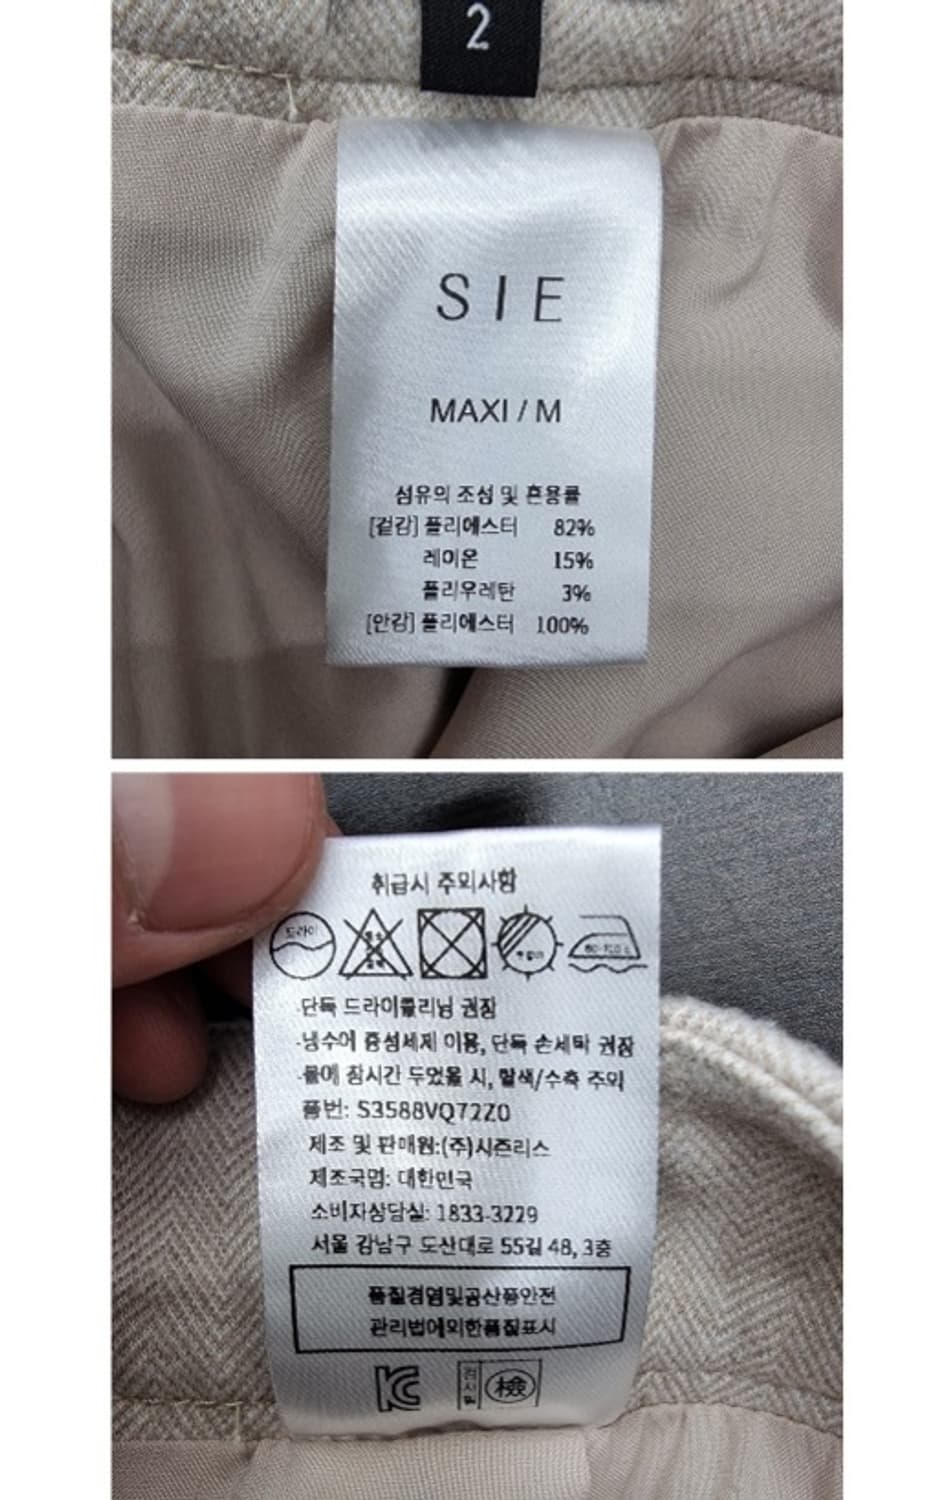 2
SIE
MAXI / M
섬유의 조성 및 혼용률
[겉감] 폴리에스터 82%
레이온 15%
폴리우레탄 3%
[안감] 폴리에스터 100%
취급시 주의사항
드라이
·단독 드라이클리닝 권장
·냉수에 중성세제 이용, 단독 손세탁 권장
·물에 장시간 두었을 시, 탈색/수축 주의
품번: S3588VQ72Z0
제조 및 판매원:(주)시즌리스
제조국명: 대한민국
소비자상담실: 1833-3229
서울 강남구 도산대로 55길 48, 3층
품질경영및공산품안전
관리법에의한품질표시
檢